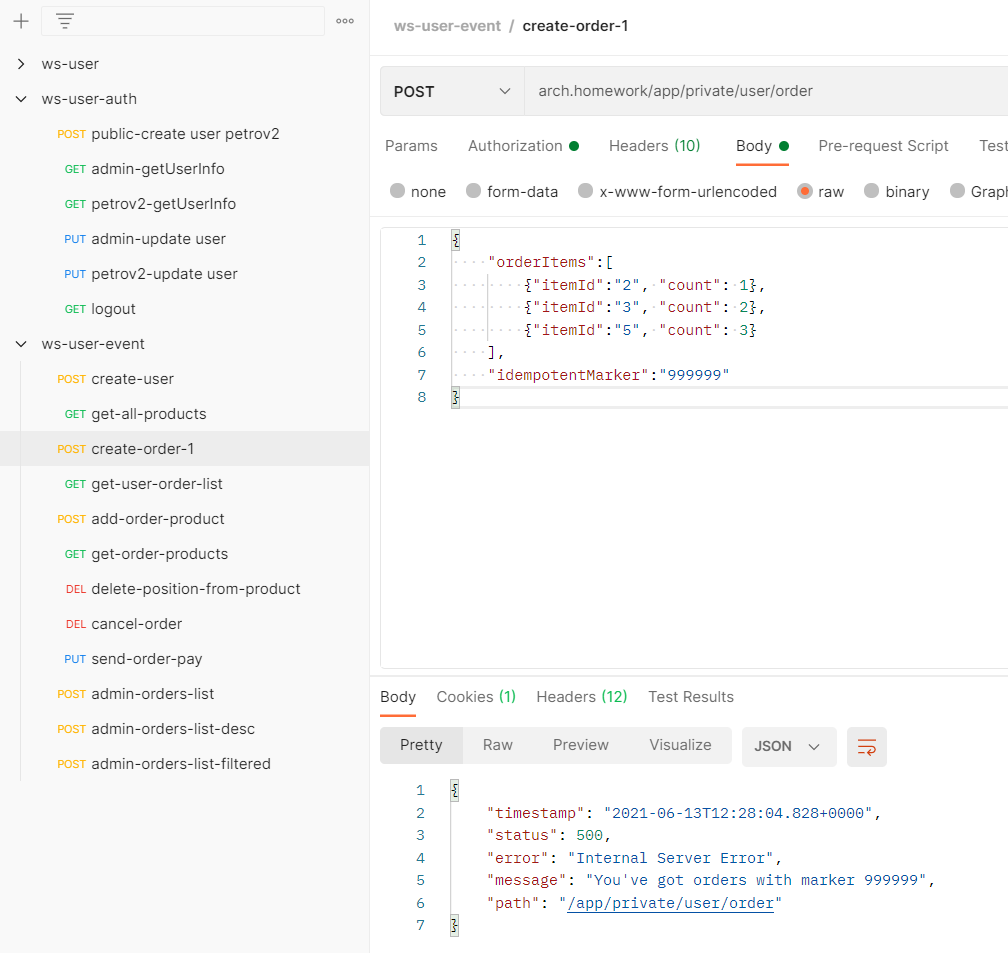 ws-user
ws-user-auth
POST public-create user petrov2
GET admin-getUserInfo
GET petrov2-getUserInfo
PUT admin-update user
PUT petrov2-update user
GET logout
ws-user-event
POST create-user
GET get-all-products
POST create-order-1
GET get-user-order-list
POST add-order-product
GET get-order-products
DEL delete-position-from-product
DEL cancel-order
PUT send-order-pay
POST admin-orders-list
POST admin-orders-list-desc
POST admin-orders-list-filtered
ws-user-event / create-order-1
POST arch.homework/app/private/user/order
Params Authorization Headers (10) Body Pre-request Script Test
none form-data x-www-form-urlencoded raw binary Graph
1 {
2 "orderItems":[
3 {"itemId":"2", "count": 1},
4 {"itemId":"3", "count": 2},
5 {"itemId":"5", "count": 3}
6 ],
7 "idempotentMarker":"999999"
8 }
Body Cookies (1) Headers (12) Test Results
Pretty Raw Preview Visualize JSON
1 {
2 "timestamp": "2021-06-13T12:28:04.828+0000",
3 "status": 500,
4 "error": "Internal Server Error",
5 "message": "You've got orders with marker 999999",
6 "path": "/app/private/user/order"
7 }